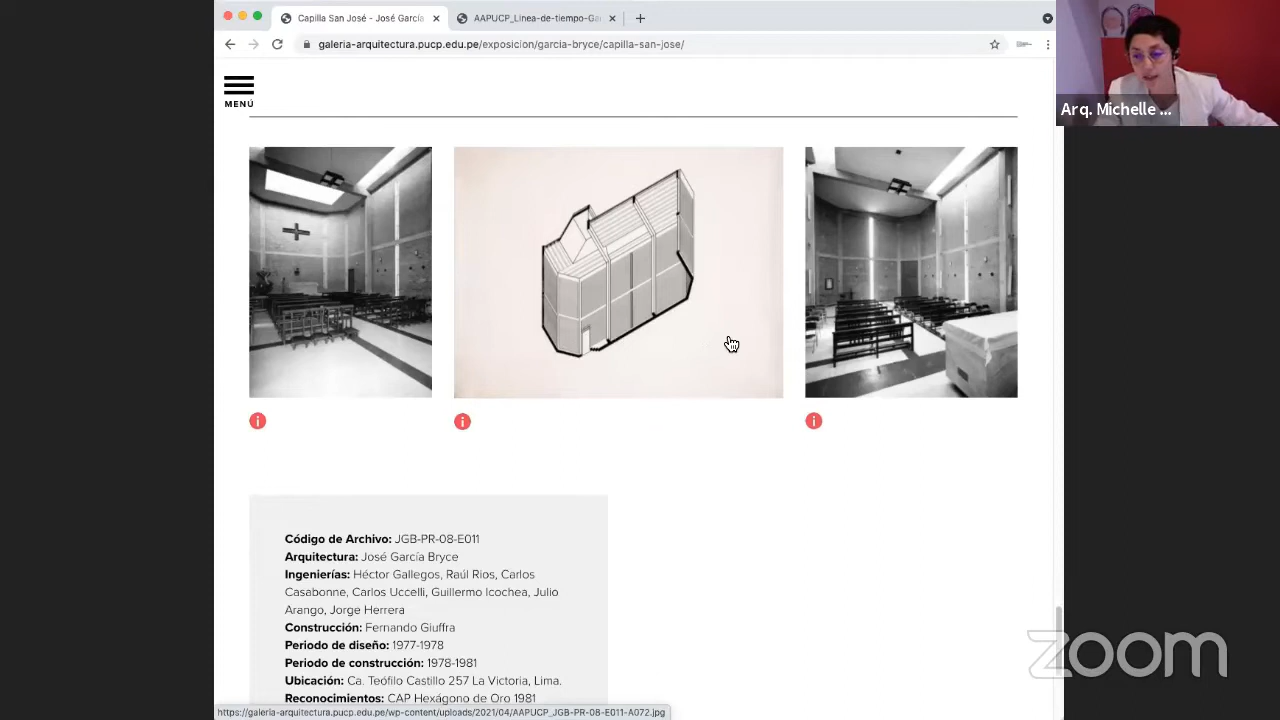 Capilla San José - José García
AAPUCP_Linea-de-tiempo-Ga
galeria-arquitectura.pucp.edu.pe/exposicion/garcia-bryce/capilla-san-jose/
MENÚ
Arq. Michelle ...
i
i
i
Código de Archivo: JGB-PR-08-E011
Arquitectura: José García Bryce
Ingenierías: Héctor Gallegos, Raúl Rios, Carlos
Casabonne, Carlos Uccelli, Guillermo Icochea, Julio
Arango, Jorge Herrera
Construcción: Fernando Giuffra
Periodo de diseño: 1977-1978
Periodo de construcción: 1978-1981
Ubicación: Ca. Teófilo Castillo 257 La Victoria, Lima.
Reconocimientos: CAP Hexágono de Oro 1981
https://galeria-arquitectura.pucp.edu.pe/wp-content/uploads/2021/04/AAPUCP_JGB-PR-08-E011-A072.jpg
zoom